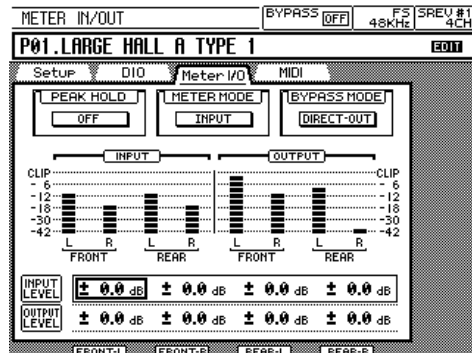 METER IN/OUT
BYPASS OFF
FS 48KHz
SREV #1 4CH
P01.LARGE HALL A TYPE 1
EDIT
Setup DIO Meter I/O MIDI
PEAK HOLD METER MODE BYPASS MODE
OFF INPUT DIRECT-OUT
INPUT OUTPUT
CLIP CLIP
- 6 - 6
-12 -12
-18 -18
-30 -30
-42 -42
L R L R L R L R
FRONT REAR FRONT REAR
INPUT LEVEL ± 0.0 dB ± 0.0 dB ± 0.0 dB ± 0.0 dB
OUTPUT LEVEL ± 0.0 dB ± 0.0 dB ± 0.0 dB ± 0.0 dB
FRONT-L FRONT-R REAR-L REAR-R